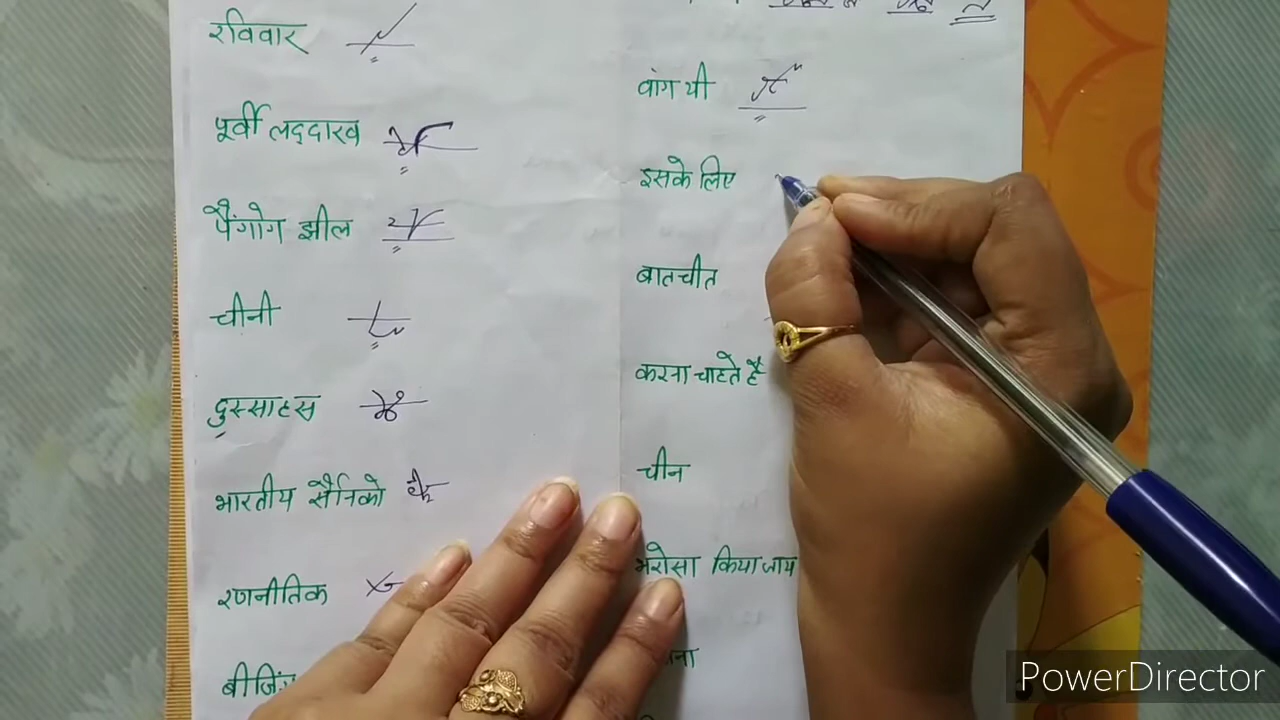 रविवार
पूर्वी लद्दाख
पैंगोग झील
चीनी
दुस्साहस
भारतीय सैनिको
रणनीतिक
बीजिंग
वांग यी
इसके लिए
बातचीत
करना चाहते है
चीन
भरोसा किया जाय
PowerDirector